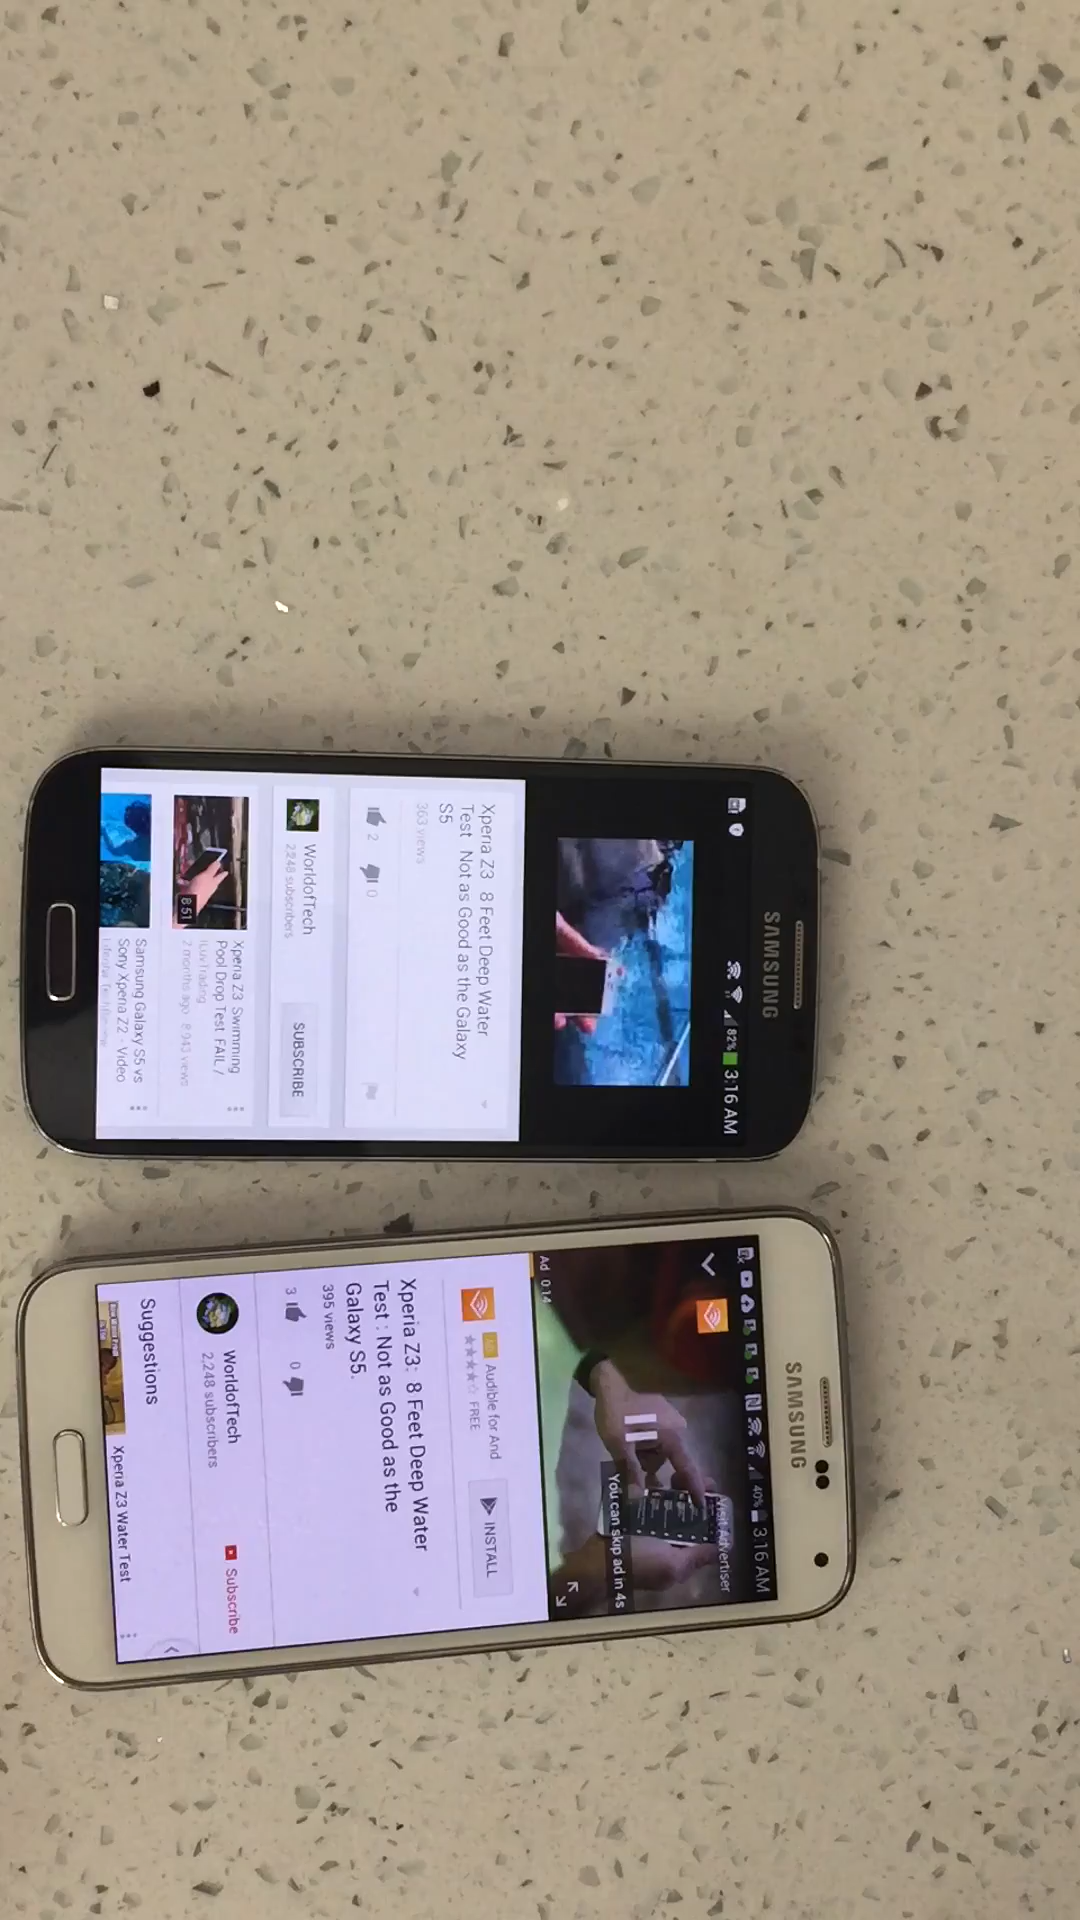 82% 3:16 AM
SAMSUNG
Xperia Z3 8 Feet Deep Water
Test Not as Good as the Galaxy
S5
363 views
2
0
WorldofTech
2,248 subscribers
SUBSCRIBE
8:51
Xperia Z3 Swimming
Pool Drop Test FAIL /
iLuvTrading
2 months ago 8,943 views
Samsung Galaxy S5 vs
Sony Xperia Z2 - Video
SAMSUNG
40% 3:16 AM
Visit Advertiser
You can skip ad in 4s
Ad 0:14
Ad Audible for And
FREE
INSTALL
Xperia Z3: 8 Feet Deep Water
Test : Not as Good as the
Galaxy S5.
395 views
3
0
WorldofTech
2,248 subscribers
Subscribe
Suggestions
Xperia Z3 Water Test